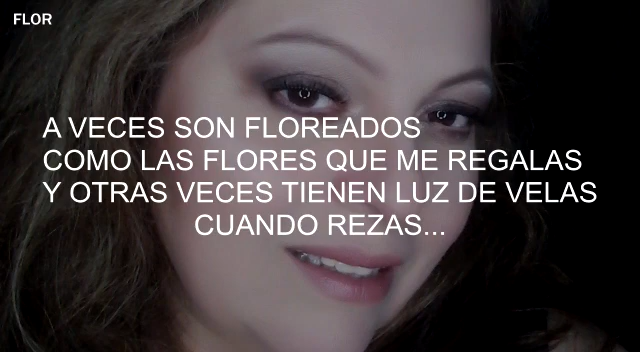 FLOR
A VECES SON FLOREADOS
COMO LAS FLORES QUE ME REGALAS
Y OTRAS VECES TIENEN LUZ DE VELAS
CUANDO REZAS...